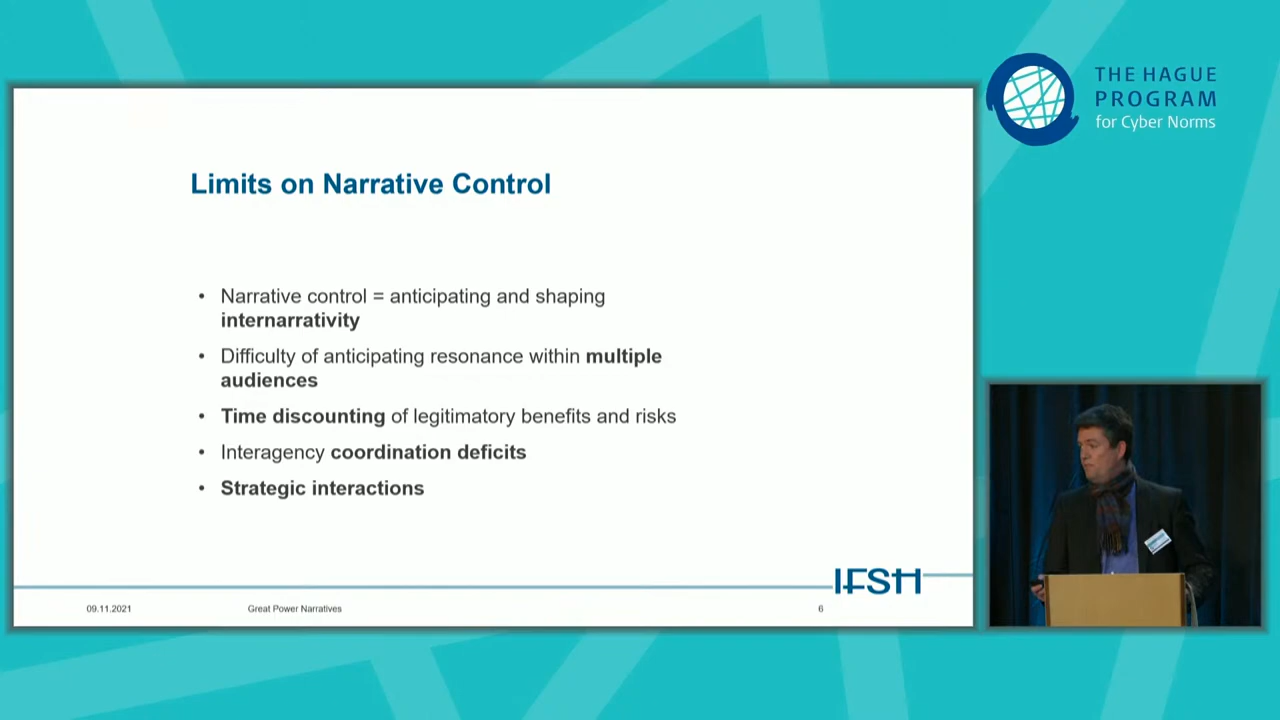 THE HAGUE
PROGRAM
for Cyber Norms
Limits on Narrative Control
• Narrative control = anticipating and shaping
internarrativity
• Difficulty of anticipating resonance within multiple
audiences
• Time discounting of legitimatory benefits and risks
• Interagency coordination deficits
• Strategic interactions
IFSH
09.11.2021
Great Power Narratives
6